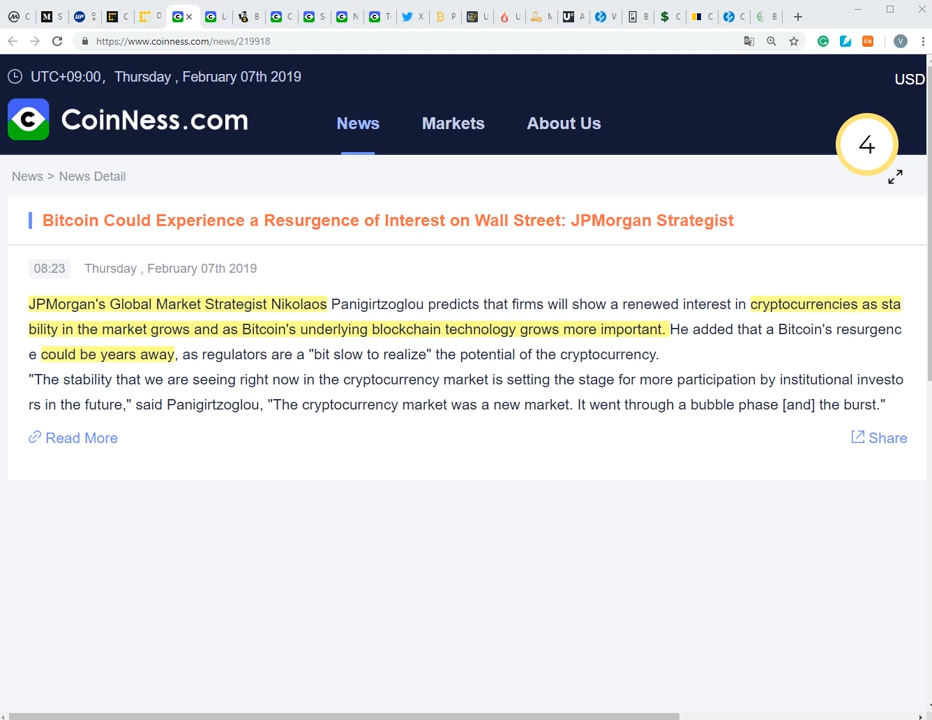 https://www.coinness.com/news/219918
UTC+09:00, Thursday , February 07th 2019
USD
CoinNess.com
News
Markets
About Us
4
News > News Detail
Bitcoin Could Experience a Resurgence of Interest on Wall Street: JPMorgan Strategist
08:23
Thursday , February 07th 2019
JPMorgan's Global Market Strategist Nikolaos Panigirtzoglou predicts that firms will show a renewed interest in cryptocurrencies as sta
bility in the market grows and as Bitcoin's underlying blockchain technology grows more important. He added that a Bitcoin's resurgenc
e could be years away, as regulators are a "bit slow to realize" the potential of the cryptocurrency.
"The stability that we are seeing right now in the cryptocurrency market is setting the stage for more participation by institutional investo
rs in the future," said Panigirtzoglou, "The cryptocurrency market was a new market. It went through a bubble phase [and] the burst."
Read More
Share